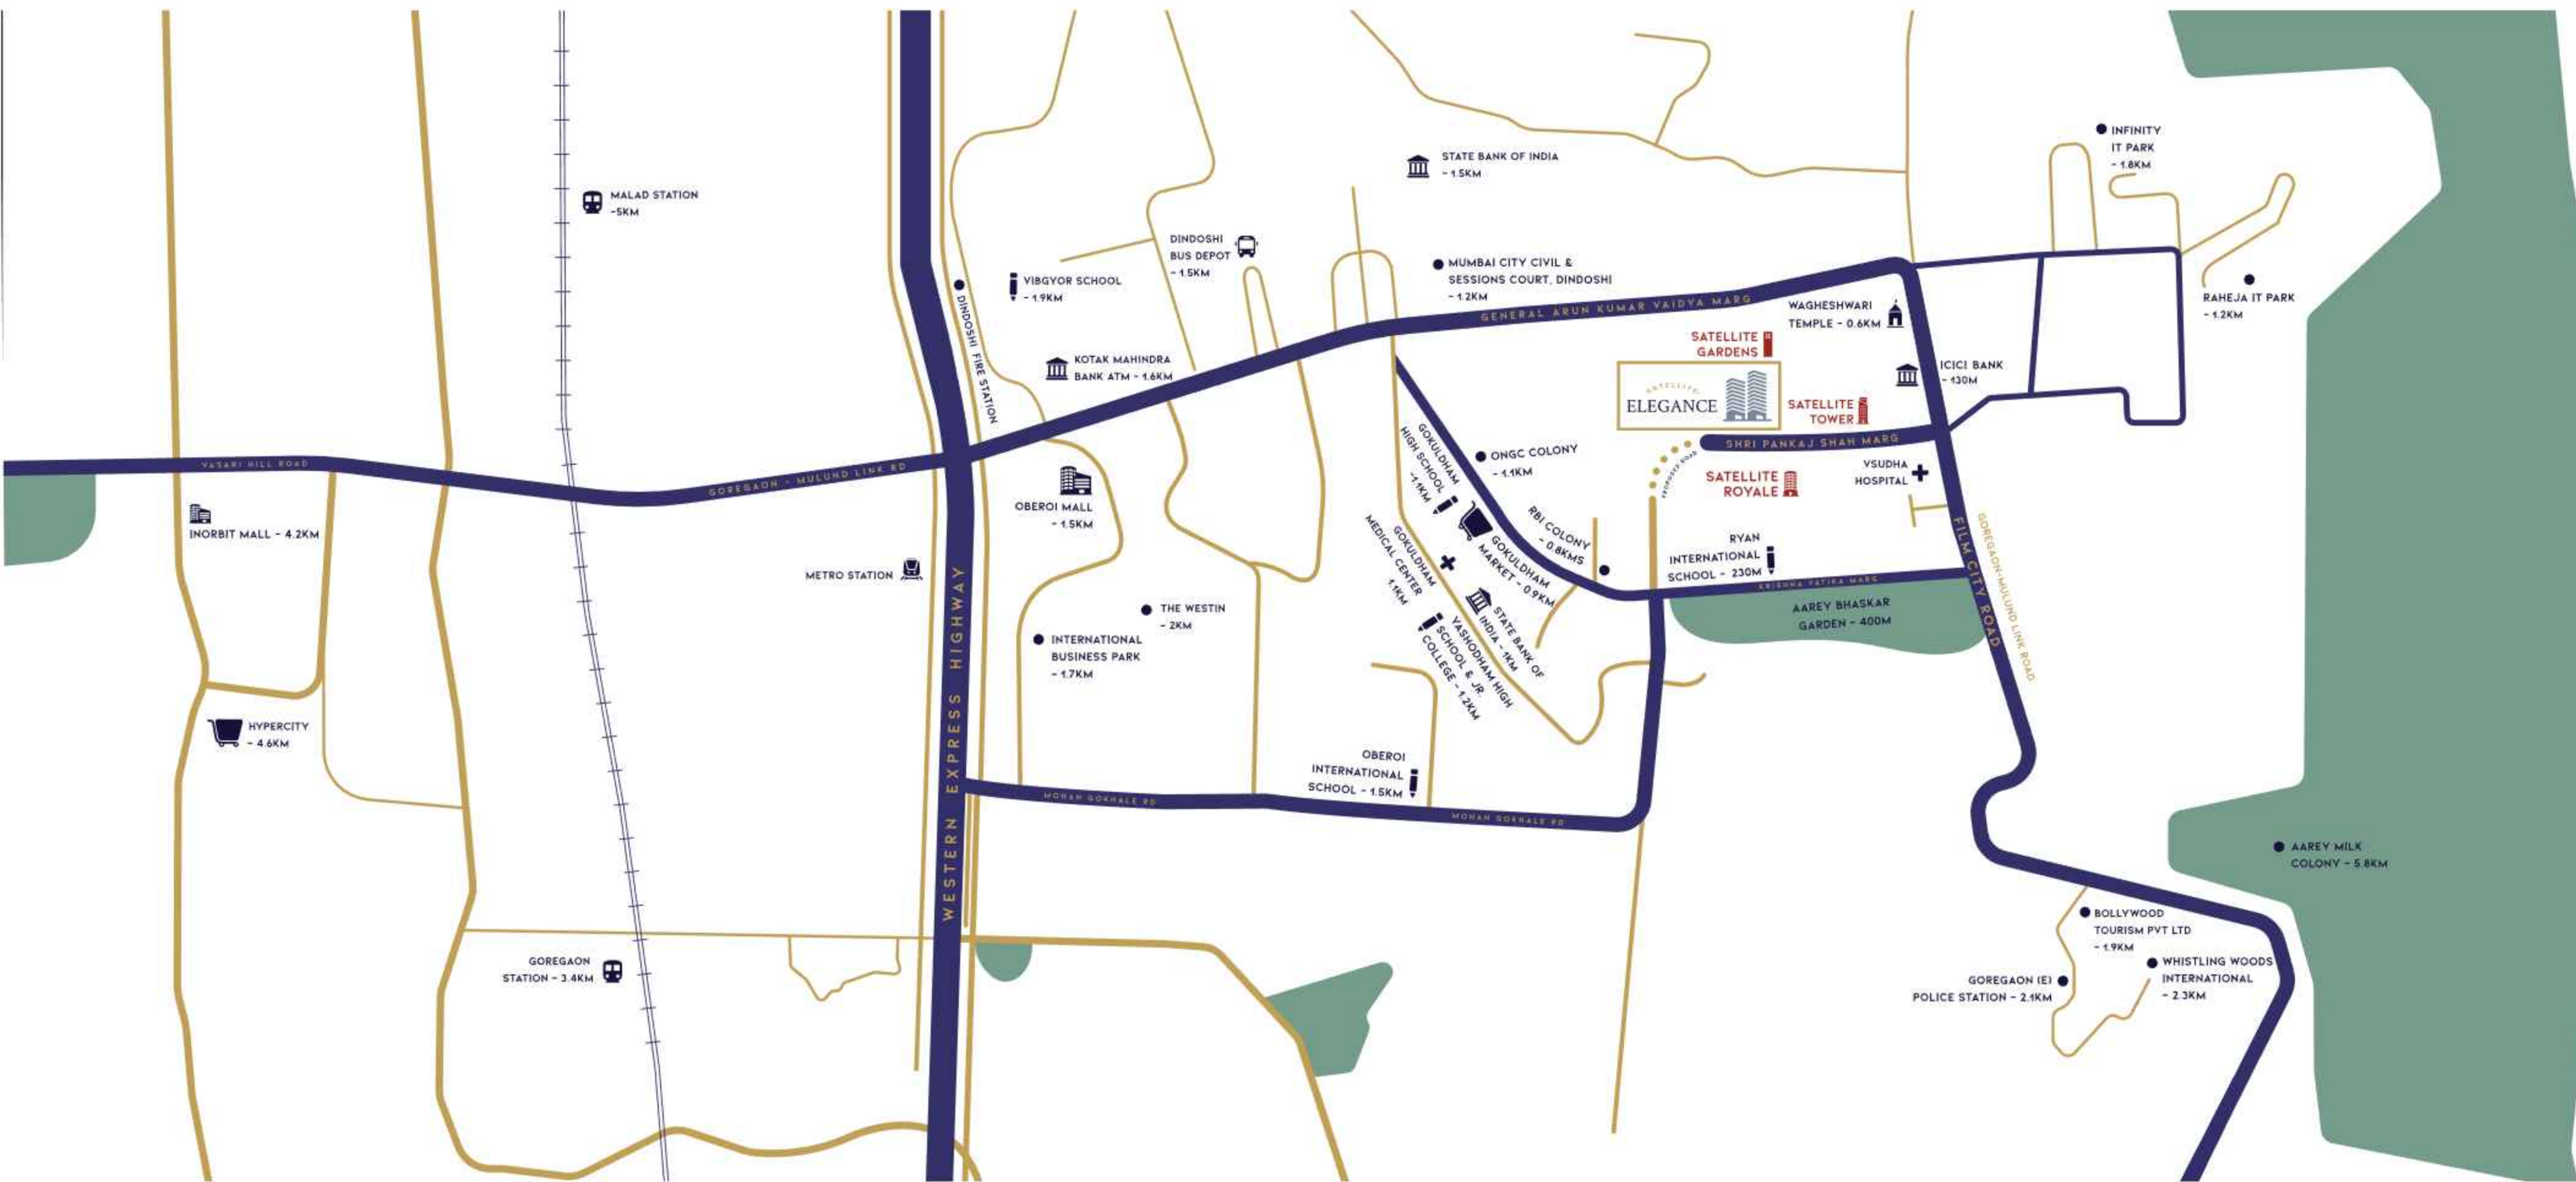 MALAD STATION
-5KM
VASARI HILL ROAD
GOREGAON - MULUND LINK RD
INORBIT MALL - 4.2KM
HYPERCITY
- 4.6KM
METRO STATION
GOREGAON
STATION - 3.4KM
WESTERN EXPRESS HIGHWAY
DINDOSHI FIRE STATION
VIBGYOR SCHOOL
- 1.9KM
DINDOSHI
BUS DEPOT
- 1.5KM
KOTAK MAHINDRA
BANK ATM - 1.6KM
OBEROI MALL
- 1.5KM
THE WESTIN
- 2KM
INTERNATIONAL
BUSINESS PARK
- 1.7KM
MOHAN GOKHALE RD
MOHAN GOKHALE RD
OBEROI
INTERNATIONAL
SCHOOL - 1.5KM
STATE BANK OF INDIA
- 1.5KM
MUMBAI CITY CIVIL &
SESSIONS COURT, DINDOSHI
- 1.2KM
GENERAL ARUN KUMAR VAIDYA MARG
GOKULDHAM
HIGH SCHOOL
-1.1KM
ONGC COLONY
- 1.1KM
GOKULDHAM
MARKET - 0.9KM
RBI COLONY
- 0.8KMS
GOKULDHAM
MEDICAL CENTER
1.1KM
STATE BANK OF
INDIA - 1KM
YASHODHAM HIGH
SCHOOL & JR.
COLLEGE - 1.2KM
WAGHESHWARI
TEMPLE - 0.6KM
SATELLITE
GARDENS
SATELLITE
ELEGANCE
SATELLITE
TOWER
ICICI BANK
- 130M
SHRI PANKAJ SHAH MARG
PROPOSED ROAD
SATELLITE
ROYALE
VSUDHA
HOSPITAL
RYAN
INTERNATIONAL
SCHOOL - 230M
KRISHNA VATIKA MARG
AAREY BHASKAR
GARDEN - 400M
FILM CITY ROAD
GOREGAON-MULUND LINK ROAD
INFINITY
IT PARK
- 1.8KM
RAHEJA IT PARK
- 1.2KM
AAREY MILK
COLONY - 5.8KM
BOLLYWOOD
TOURISM PVT LTD
- 1.9KM
WHISTLING WOODS
INTERNATIONAL
- 2.3KM
GOREGAON (E)
POLICE STATION - 2.1KM